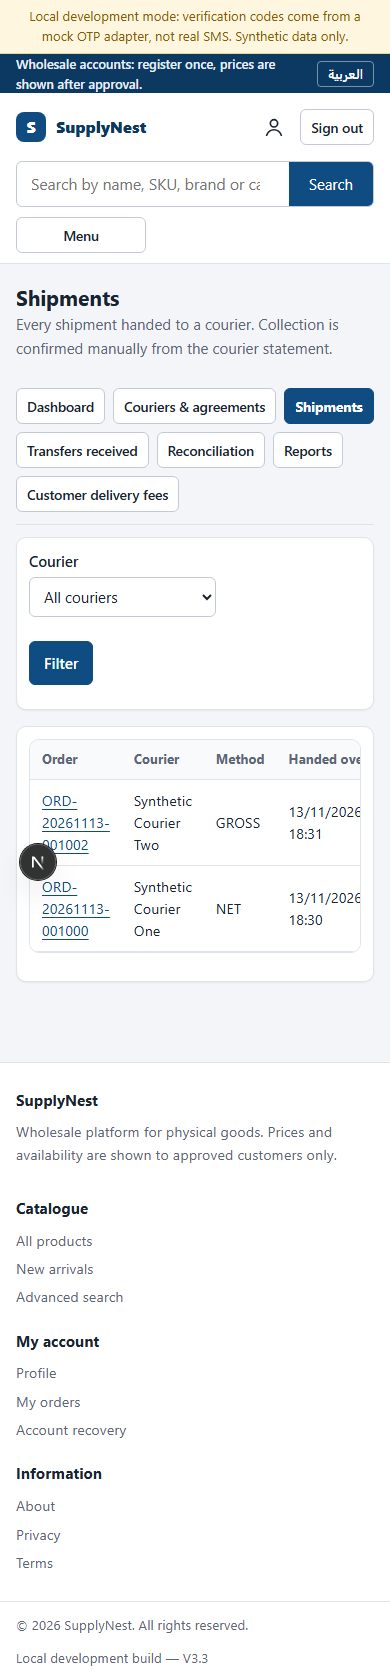 Local development mode: verification codes come from a
mock OTP adapter, not real SMS. Synthetic data only.
Wholesale accounts: register once, prices are
shown after approval.
العربية
S SupplyNest
Sign out
Search by name, SKU, brand or ca
Search
Menu
Shipments
Every shipment handed to a courier. Collection is
confirmed manually from the courier statement.
Dashboard
Couriers & agreements
Shipments
Transfers received
Reconciliation
Reports
Customer delivery fees
Courier
All couriers
Filter
Order Courier Method Handed ove
ORD-20261113-001002 Synthetic Courier Two GROSS 13/11/2026 18:31
N
ORD-20261113-001000 Synthetic Courier One NET 13/11/2026 18:30
SupplyNest
Wholesale platform for physical goods. Prices and
availability are shown to approved customers only.
Catalogue
All products
New arrivals
Advanced search
My account
Profile
My orders
Account recovery
Information
About
Privacy
Terms
© 2026 SupplyNest. All rights reserved.
Local development build — V3.3